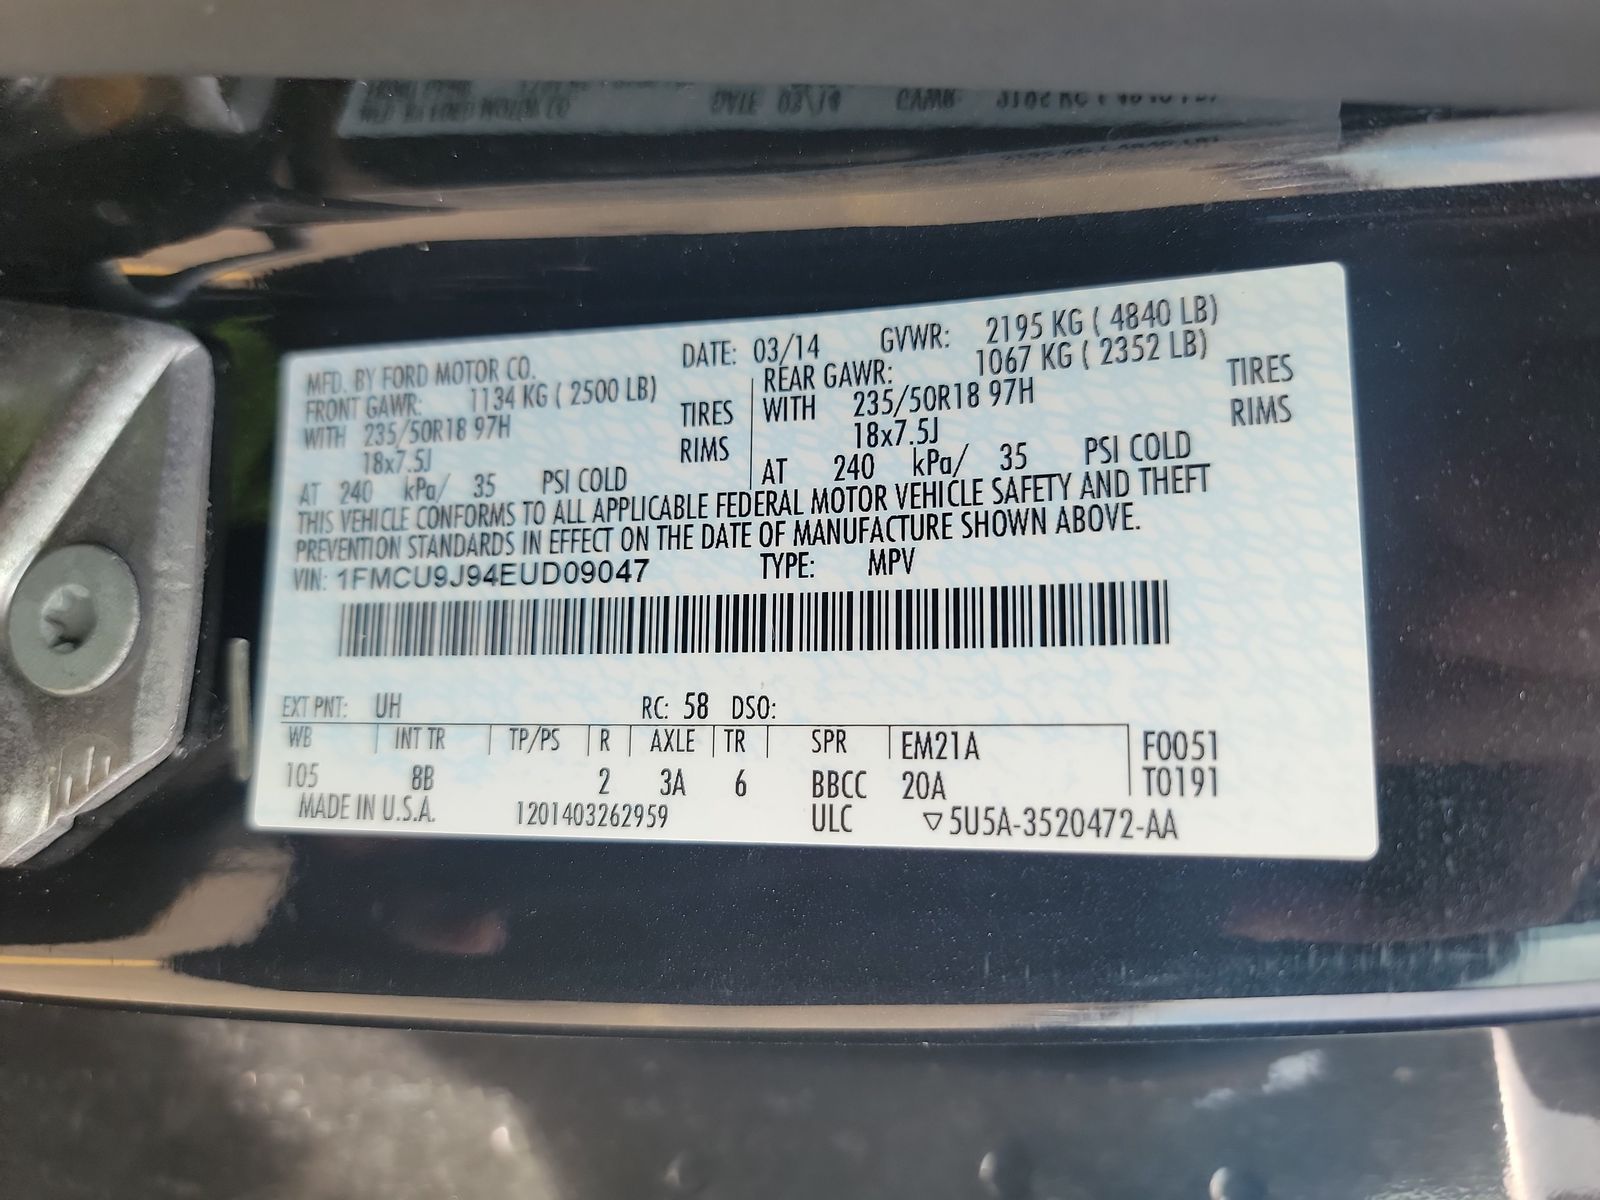 MFD. BY FORD MOTOR CO. DATE: 03/14 GVWR: 2195 KG ( 4840 LB)
FRONT GAWR: 1134 KG ( 2500 LB) REAR GAWR: 1067 KG ( 2352 LB)
WITH 235/50R18 97H TIRES WITH 235/50R18 97H TIRES
18x7.5J RIMS 18x7.5J RIMS
AT 240 kPa/ 35 PSI COLD AT 240 kPa/ 35 PSI COLD
THIS VEHICLE CONFORMS TO ALL APPLICABLE FEDERAL MOTOR VEHICLE SAFETY AND THEFT
PREVENTION STANDARDS IN EFFECT ON THE DATE OF MANUFACTURE SHOWN ABOVE.
VIN: 1FMCU9J94EUD09047 TYPE: MPV
EXT PNT: UH RC: 58 DSO:
WB INT TR TP/PS R AXLE TR SPR EM21A F0051
105 8B 2 3A 6 BBCC 20A T0191
MADE IN U.S.A. 1201403262959 ULC ▽5U5A-3520472-AA